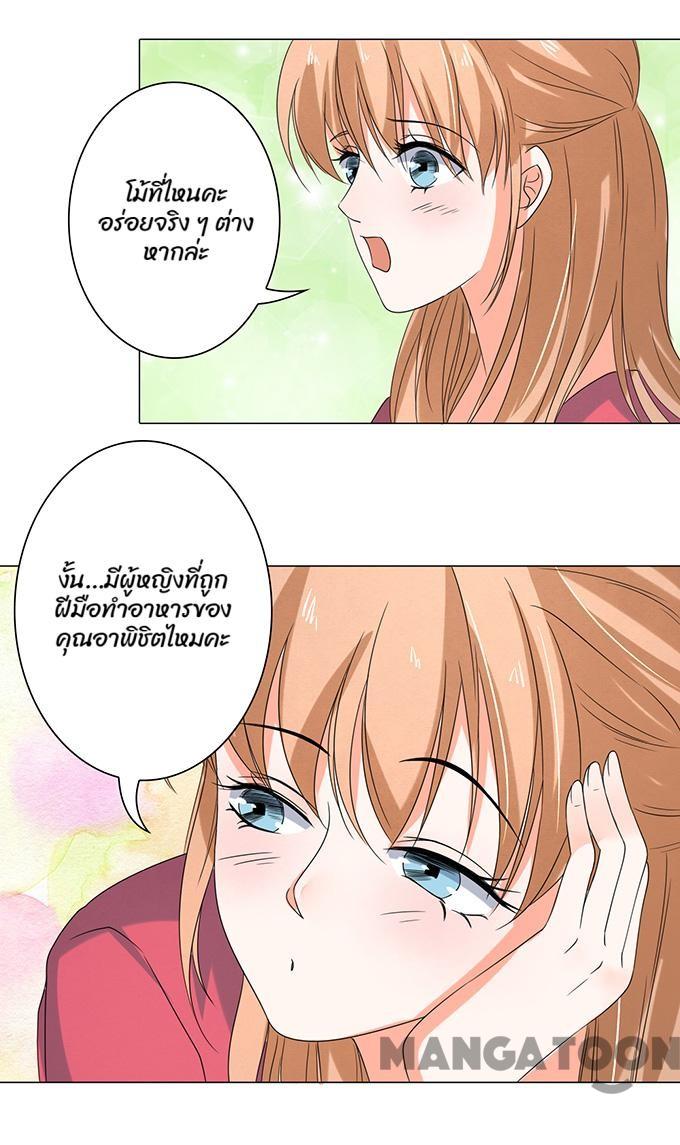 โม้ที่ไหนคะ
อร่อยจริง ๆ ต่าง
หากล่ะ
งั้น...มีผู้หญิงที่ถูก
ฝีมือทำอาหารของ
คุณอาพิชิตไหมคะ
MANGATOON